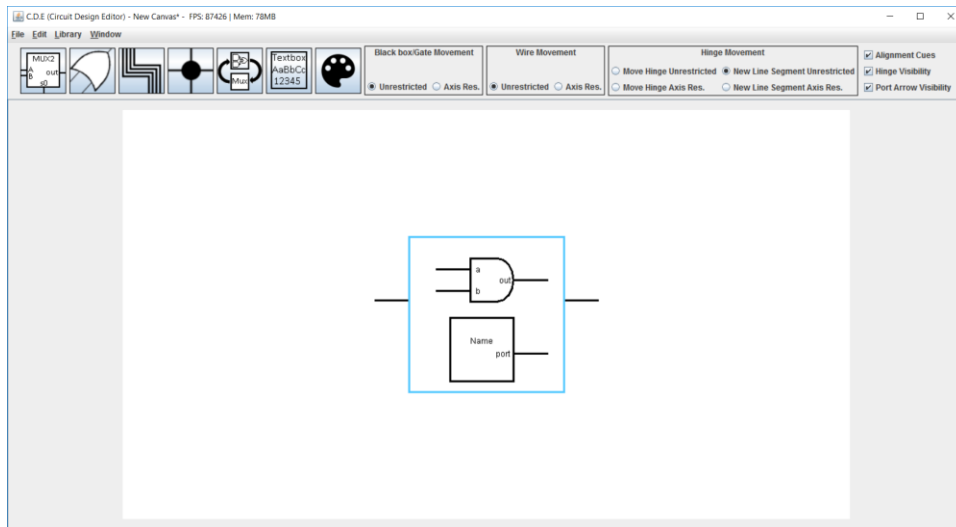 C.D.E (Circuit Design Editor) - New Canvas* - FPS: 87426 | Mem: 78MB
File Edit Library Window
MUX2
A
B
out
s0
Mux
Textbox
AaBbCc
12345
Black box/Gate Movement
Unrestricted
Axis Res.
Wire Movement
Unrestricted
Axis Res.
Hinge Movement
Move Hinge Unrestricted
New Line Segment Unrestricted
Move Hinge Axis Res.
New Line Segment Axis Res.
Alignment Cues
Hinge Visibility
Port Arrow Visibility
a
out
b
Name
port